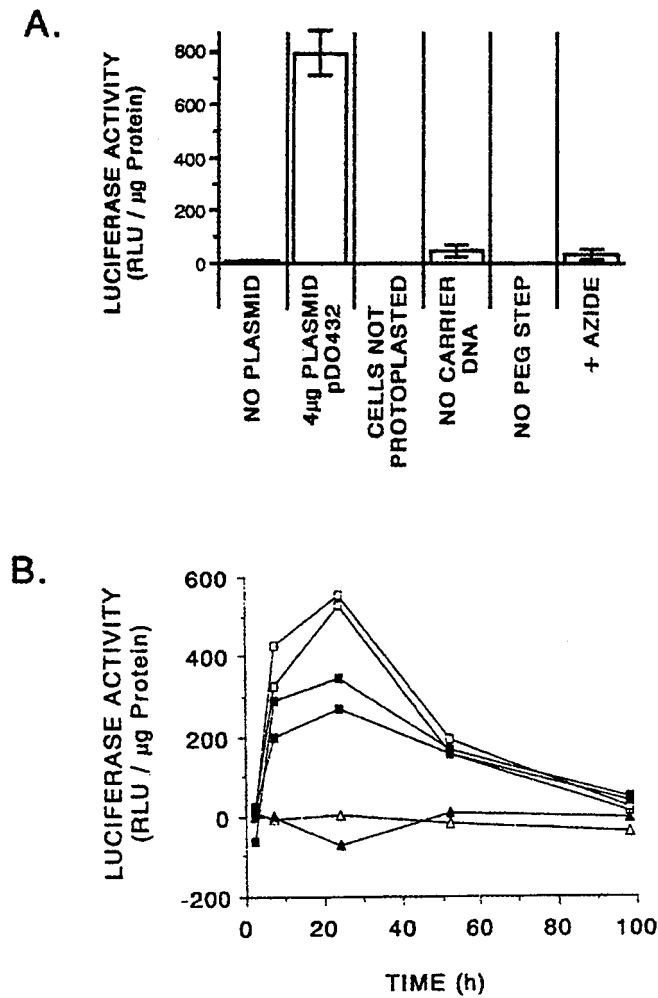 A.
LUCIFERASE ACTIVITY
(RLU / µg Protein)
800
600
400
200
0
NO PLASMID
4µg PLASMID
pDO432
CELLS NOT
PROTOPLASTED
NO CARRIER
DNA
NO PEG STEP
+ AZIDE
B.
LUCIFERASE ACTIVITY
(RLU / µg Protein)
600
400
200
0
-200
0
20
40
60
80
100
TIME (h)